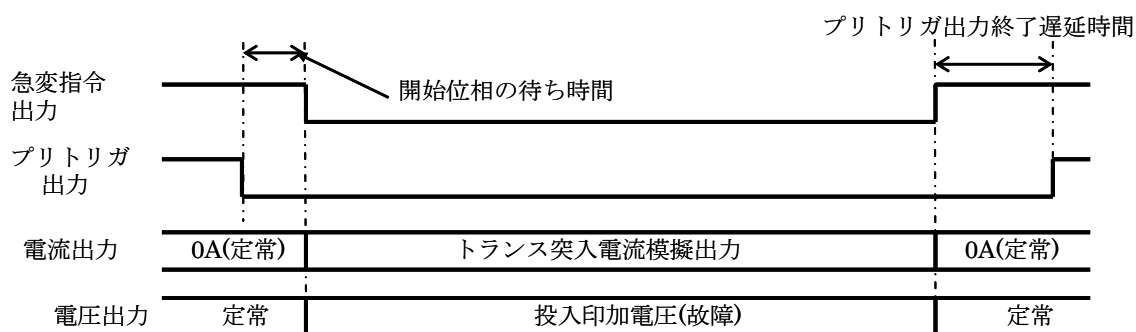 プリトリガ出力終了遅延時間
急変指令
出力
開始位相の待ち時間
プリトリガ
出力
電流出力 0A(定常) トランス突入電流模擬出力 0A(定常)
電圧出力 定常 投入印加電圧(故障) 定常